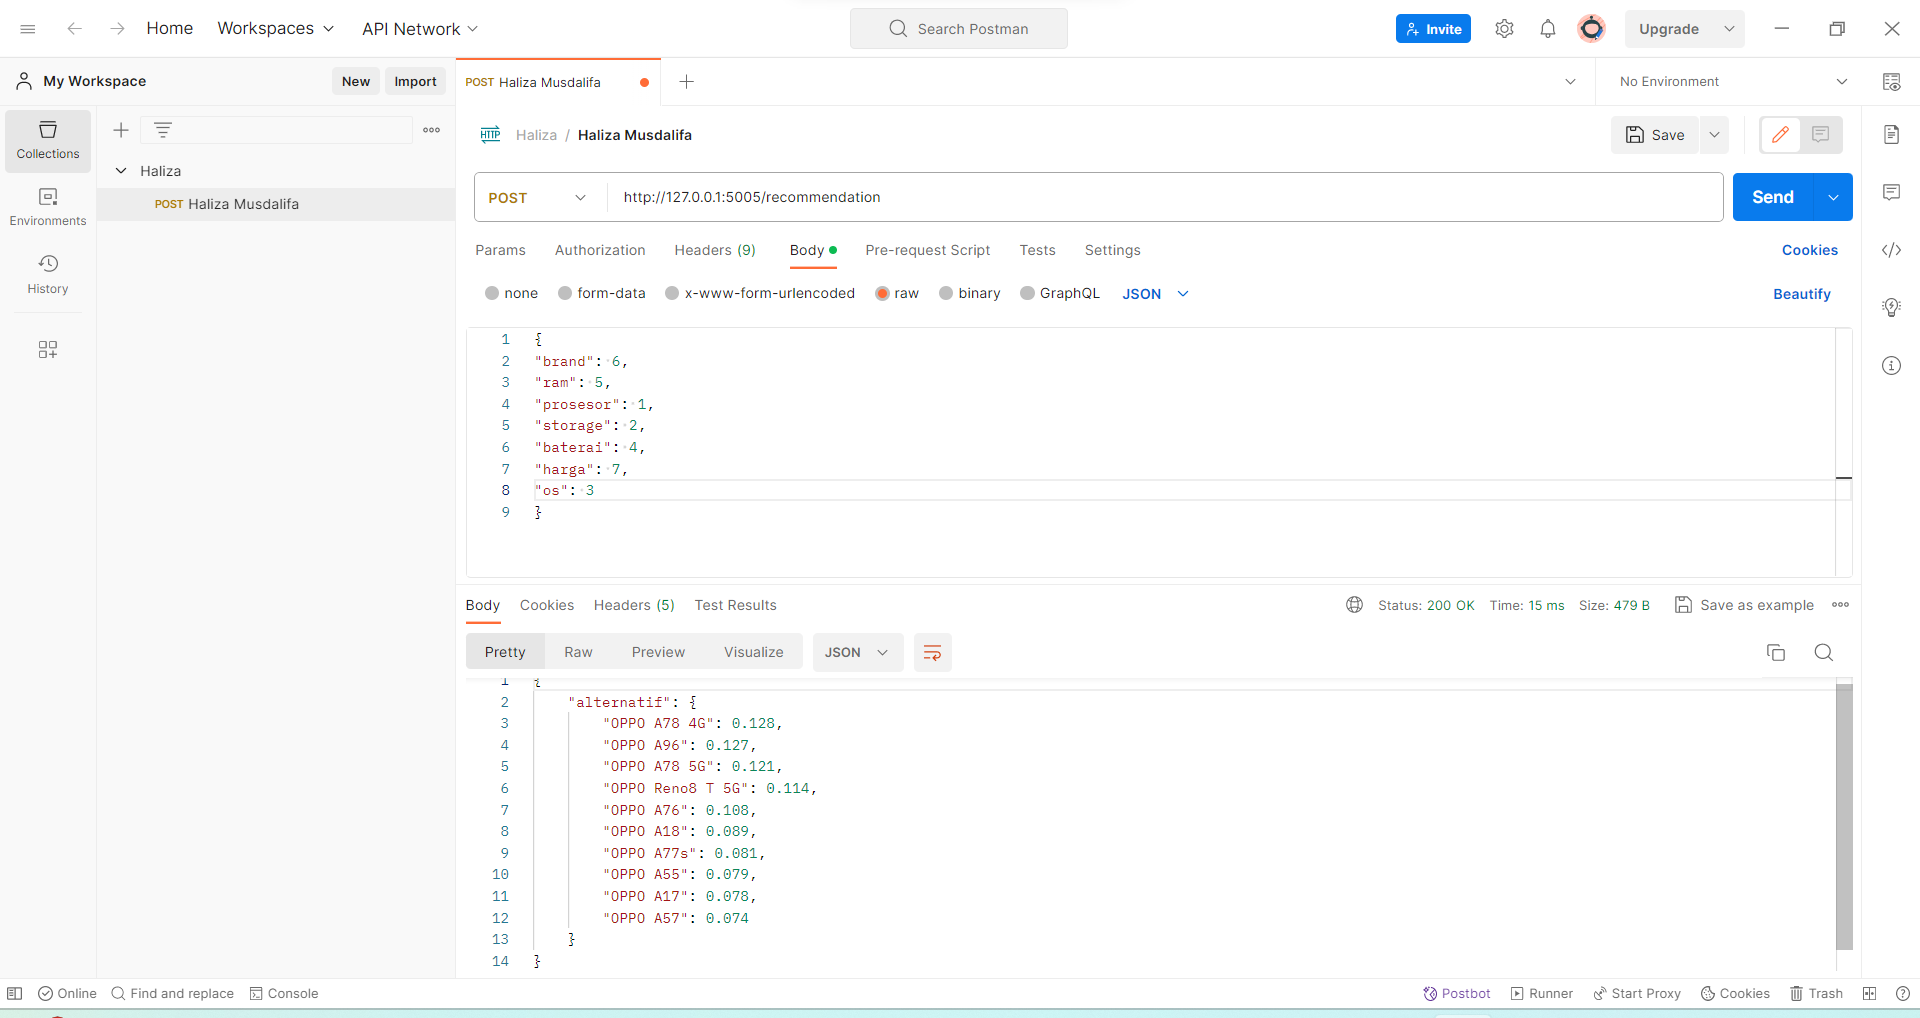 Home Workspaces API Network Search Postman Invite Upgrade
My Workspace New Import POST Haliza Musdalifa No Environment
Collections
Haliza
POST Haliza Musdalifa
Environments
History
HTTP Haliza / Haliza Musdalifa Save
POST http://127.0.0.1:5005/recommendation Send
Params Authorization Headers (9) Body Pre-request Script Tests Settings Cookies
none form-data x-www-form-urlencoded raw binary GraphQL JSON Beautify
1 {
2 "brand": 6,
3 "ram": 5,
4 "prosesor": 1,
5 "storage": 2,
6 "baterai": 4,
7 "harga": 7,
8 "os": 3
9 }
Body Cookies Headers (5) Test Results Status: 200 OK Time: 15 ms Size: 479 B Save as example
Pretty Raw Preview Visualize JSON
1 {
2 "alternatif": {
3 "OPPO A78 4G": 0.128,
4 "OPPO A96": 0.127,
5 "OPPO A78 5G": 0.121,
6 "OPPO Reno8 T 5G": 0.114,
7 "OPPO A76": 0.108,
8 "OPPO A18": 0.089,
9 "OPPO A77s": 0.081,
10 "OPPO A55": 0.079,
11 "OPPO A17": 0.078,
12 "OPPO A57": 0.074
13 }
14 }
Online Find and replace Console Postbot Runner Start Proxy Cookies Trash